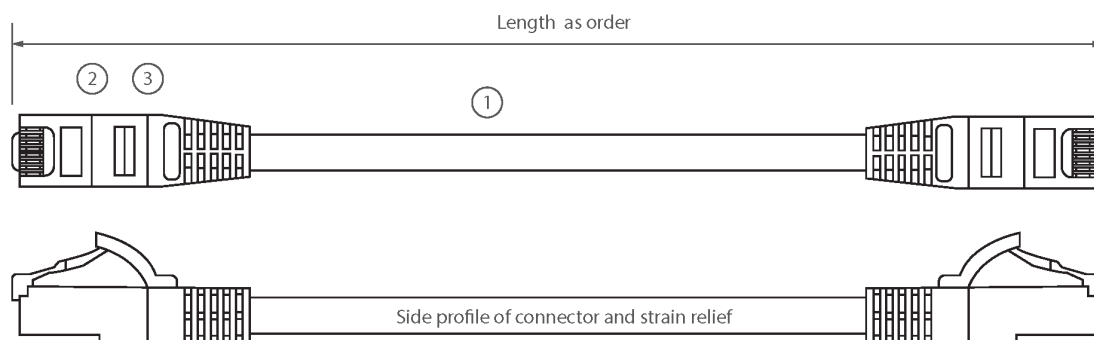 Length as order
2 3
1
Side profile of connector and strain relief